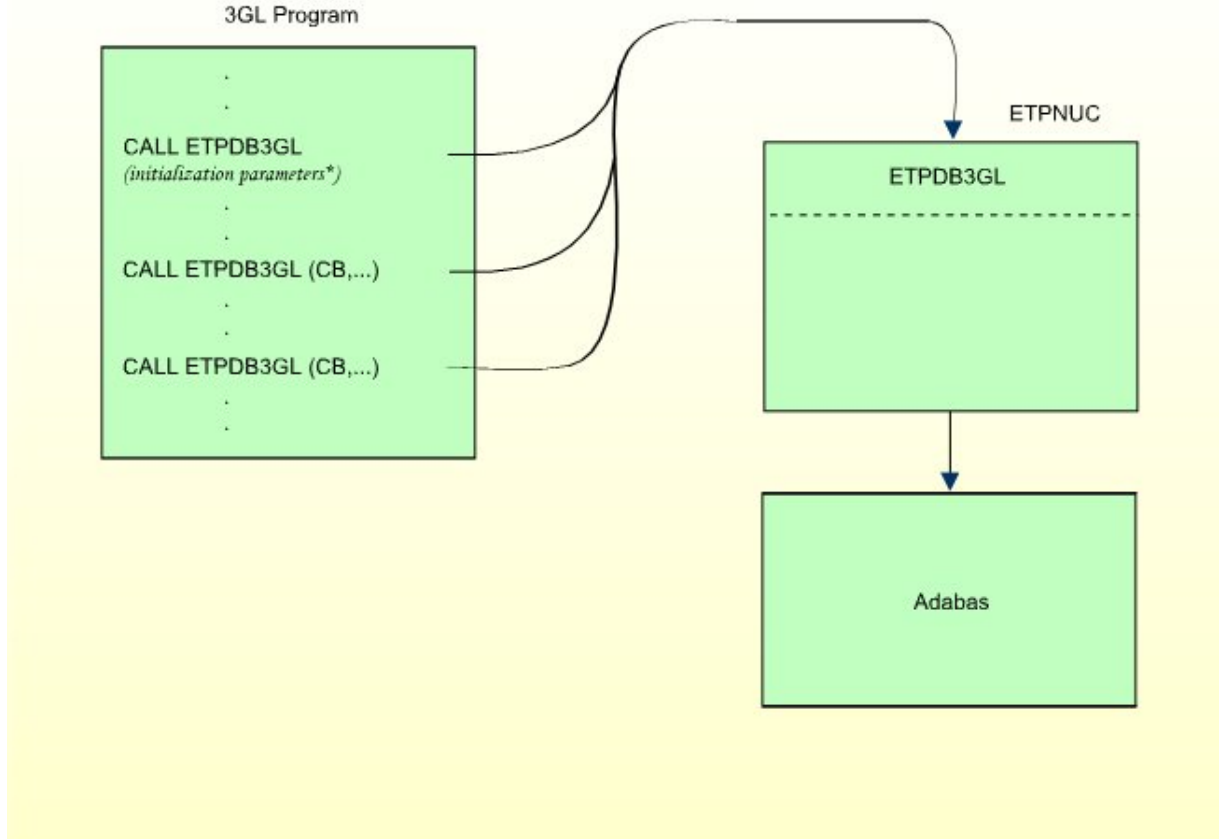 3GL Program
CALL ETPDB3GL
(initialization parameters*)
CALL ETPDB3GL (CB,...)
CALL ETPDB3GL (CB,...)
ETPNUC
ETPDB3GL
Adabas